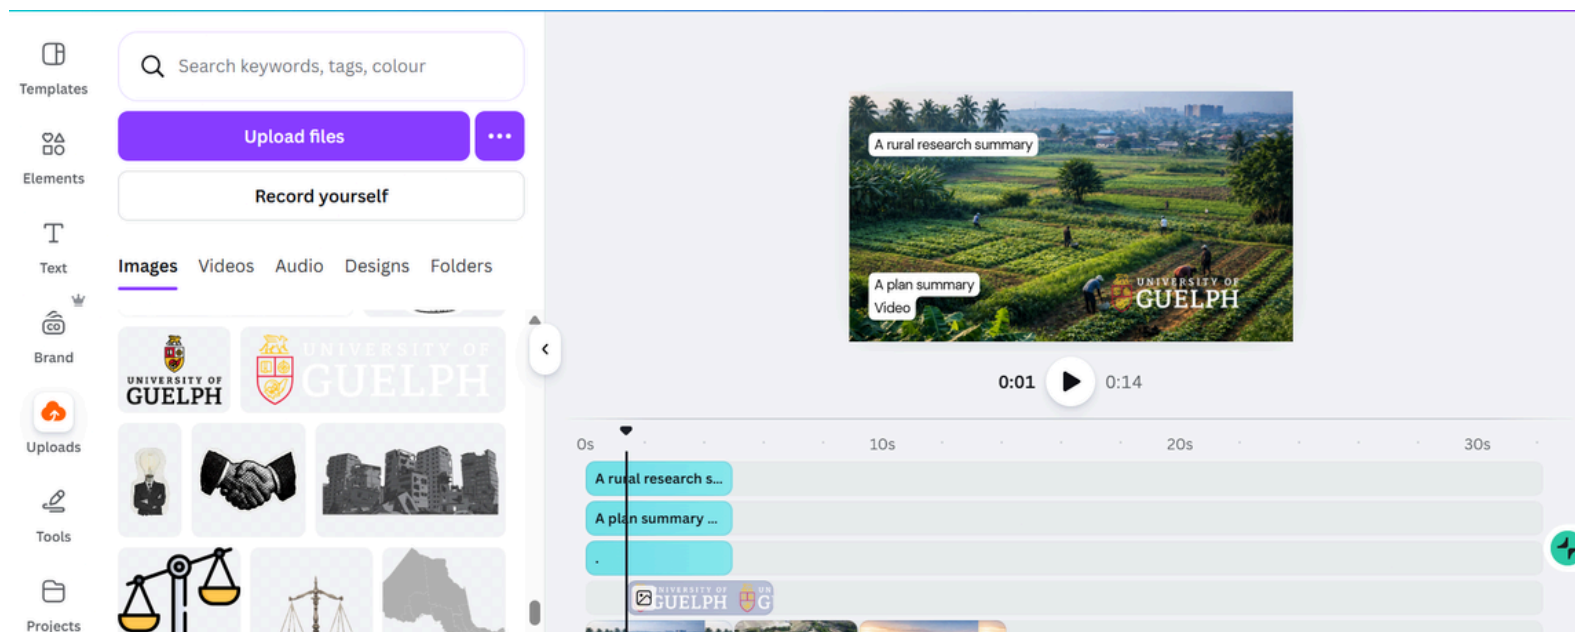 Templates
Elements
Text
Brand
Uploads
Tools
Projects
Search keywords, tags, colour
Upload files
Record yourself
Images Videos Audio Designs Folders
UNIVERSITY OF
GUELPH
UNIVERSITY OF
GUELPH
A rural research summary
A plan summary
Video
UNIVERSITY OF
GUELPH
0:01 0:14
0s 10s 20s 30s
A rural research s...
A plan summary ...
.
UNIVERSITY OF
GUELPH